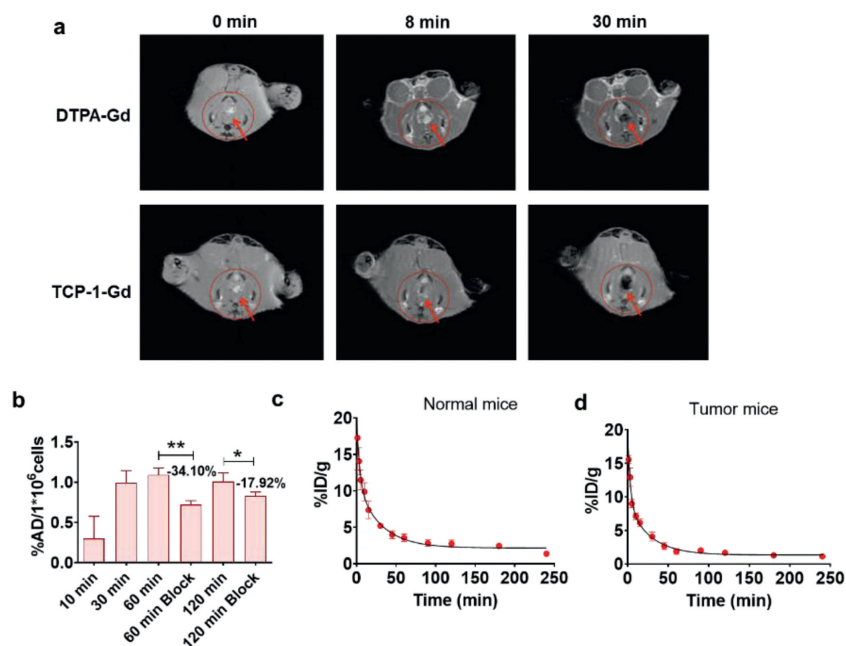 a
0 min 8 min 30 min
DTPA-Gd
TCP-1-Gd
b
%AD/1*10⁶cells
1.5
1.0
0.5
0.0
** -34.10%
* -17.92%
10 min
30 min
60 min
60 min Block
120 min
120 min Block
c
Normal mice
%ID/g
20
15
10
5
0
0 50 100 150 200 250
Time (min)
d
Tumor mice
%ID/g
20
15
10
5
0
0 50 100 150 200 250
Time (min)